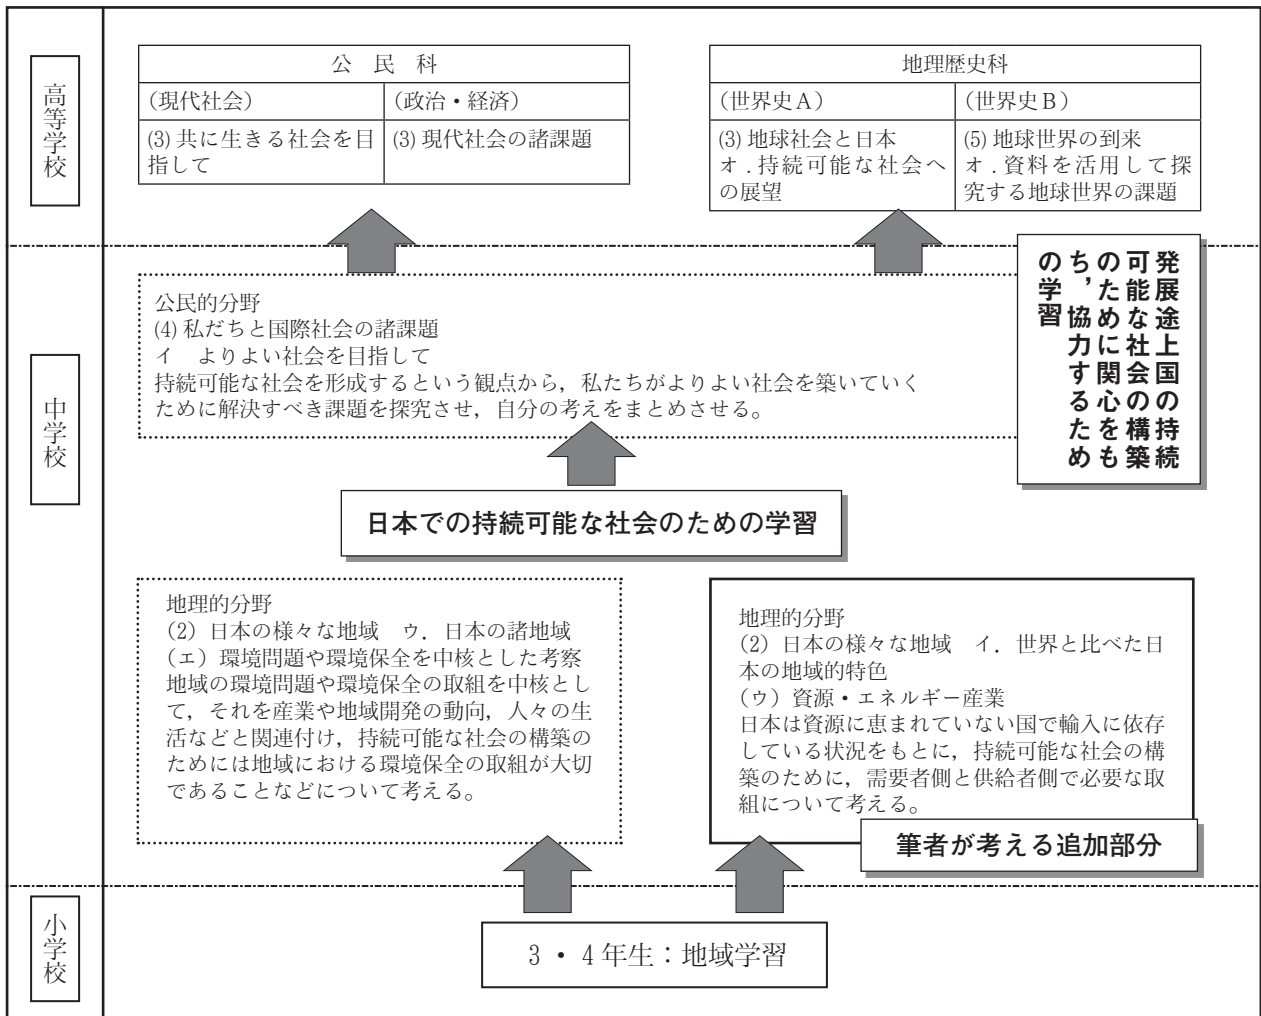 高等学校
公 民 科
(現代社会)
(政治・経済)
(3) 共に生きる社会を目
指して
(3) 現代社会の諸課題
地理歴史科
(世界史A)
(世界史B)
(3) 地球社会と日本
オ.持続可能な社会へ
の展望
(5) 地球世界の到来
オ.資料を活用して探
究する地球世界の課題
中学校
公民的分野
(4) 私だちと国際社会の諸課題
イ よりよい社会を目指して
持続可能な社会を形成するという観点から,私たちがよりよい社会を築いていく
ために解決すべき課題を探究させ,自分の考えをまとめさせる。
発展途上国の持続
可能な社会の構築
のために関心をも
ち,協力するため
の学習
日本での持続可能な社会のための学習
地理的分野
(2) 日本の様々な地域 ウ.日本の諸地域
(エ) 環境問題や環境保全を中核とした考察
地域の環境問題や環境保全の取組を中核とし
て,それを産業や地域開発の動向,人々の生
活などと関連付け,持続可能な社会の構築の
ためには地域における環境保全の取組が大切
であることなどについて考える。
地理的分野
(2) 日本の様々な地域 イ.世界と比べた日
本の地域的特色
(ウ) 資源・エネルギー産業
日本は資源に恵まれていない国で輸入に依存
している状況をもとに,持続可能な社会の構
築のために,需要者側と供給者側で必要な取
組について考える。
筆者が考える追加部分
小学校
3・4年生:地域学習